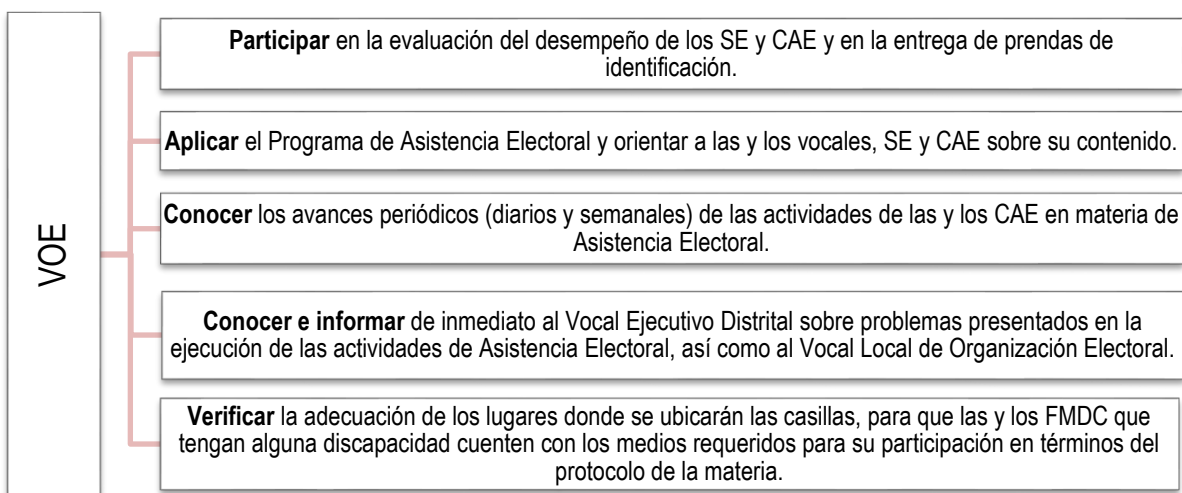 VOE
Participar en la evaluación del desempeño de los SE y CAE y en la entrega de prendas de
identificación.
Aplicar el Programa de Asistencia Electoral y orientar a las y los vocales, SE y CAE sobre su contenido.
Conocer los avances periódicos (diarios y semanales) de las actividades de las y los CAE en materia de
Asistencia Electoral.
Conocer e informar de inmediato al Vocal Ejecutivo Distrital sobre problemas presentados en la
ejecución de las actividades de Asistencia Electoral, así como al Vocal Local de Organización Electoral.
Verificar la adecuación de los lugares donde se ubicarán las casillas, para que las y los FMDC que
tengan alguna discapacidad cuenten con los medios requeridos para su participación en términos del
protocolo de la materia.